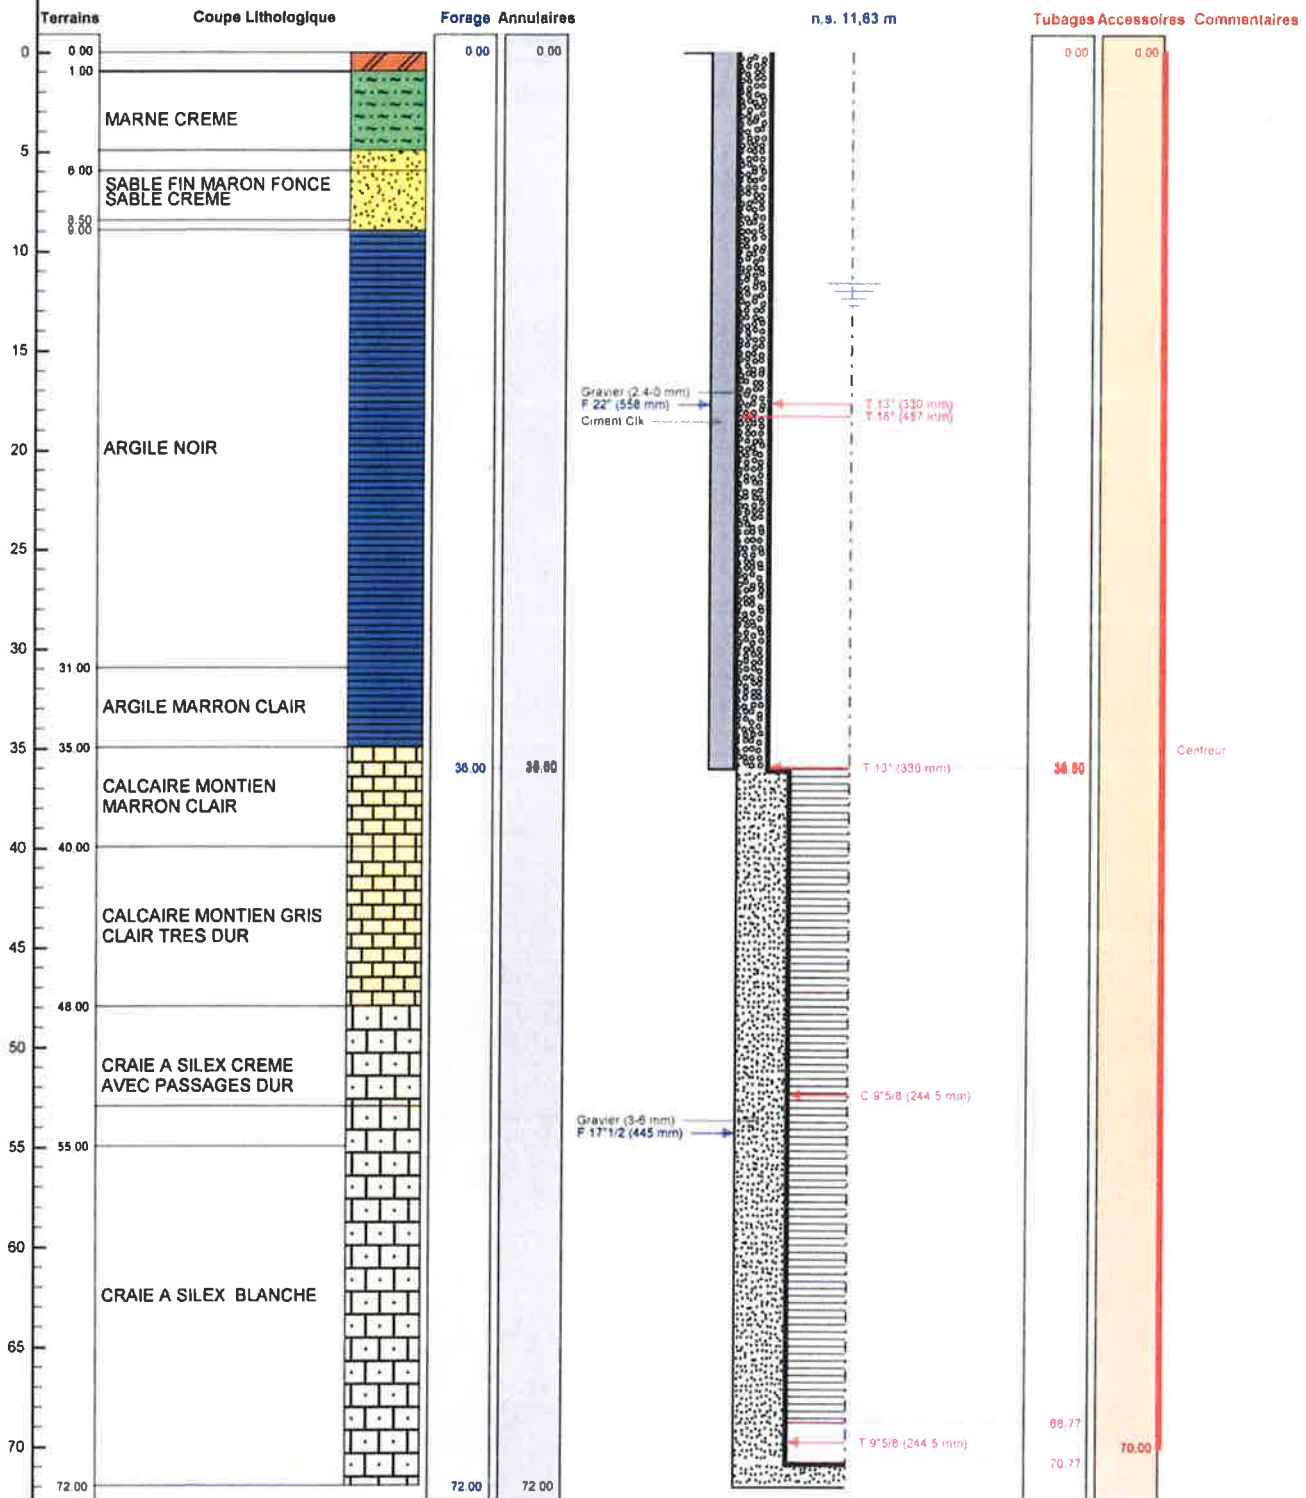 Terrains Coupe Lithologique Forage Annulaires n.s. 11,63 m Tubages Accessoires Commentaires
0 0.00 0.00 0.00 0.00 0.00
1.00
MARNE CREME
5
6.00
SABLE FIN MARON FONCE
SABLE CREME
8.50
9.00
10
15
Gravier (2.4-0 mm)
F 22" (558 mm) T 13" (330 mm)
T 18" (457 mm)
Ciment Clk
ARGILE NOIR
20
25
30
31.00
ARGILE MARRON CLAIR
35 35.00
Centreur
36.00 T 13" (330 mm)
CALCAIRE MONTIEN
MARRON CLAIR
40 40.00
CALCAIRE MONTIEN GRIS
CLAIR TRES DUR
45
48.00
50
CRAIE A SILEX CREME
AVEC PASSAGES DUR
C 9"5/8 (244.5 mm)
Gravier (3-6 mm)
F 17"1/2 (445 mm)
55 55.00
60
CRAIE A SILEX BLANCHE
65
68.77
T 9"5/8 (244.5 mm)
70 70.00
70.77
72.00 72.00 72.00